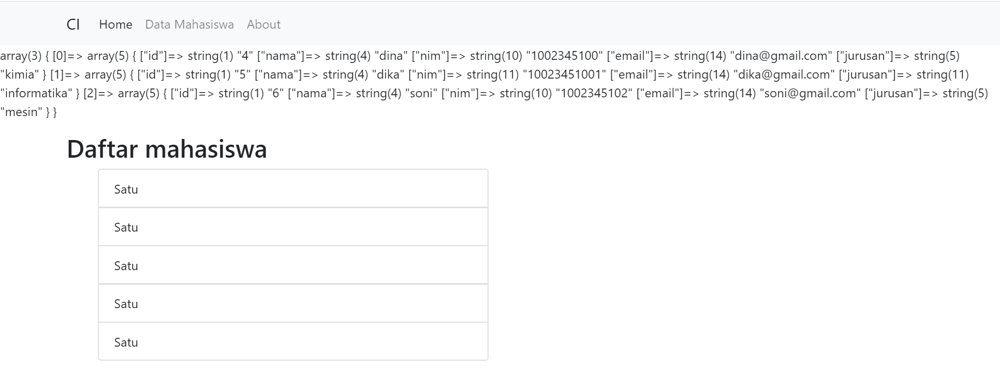 CI Home Data Mahasiswa About
array(3) { [0]=> array(5) { ["id"]=> string(1) "4" ["nama"]=> string(4) "dina" ["nim"]=> string(10) "1002345100" ["email"]=> string(14) "dina@gmail.com" ["jurusan"]=> string(5)
"kimia" } [1]=> array(5) { ["id"]=> string(1) "5" ["nama"]=> string(4) "dika" ["nim"]=> string(11) "10023451001" ["email"]=> string(14) "dika@gmail.com" ["jurusan"]=> string(11)
"informatika" } [2]=> array(5) { ["id"]=> string(1) "6" ["nama"]=> string(4) "soni" ["nim"]=> string(10) "1002345102" ["email"]=> string(14) "soni@gmail.com" ["jurusan"]=> string(5)
"mesin" } }
Daftar mahasiswa
Satu
Satu
Satu
Satu
Satu